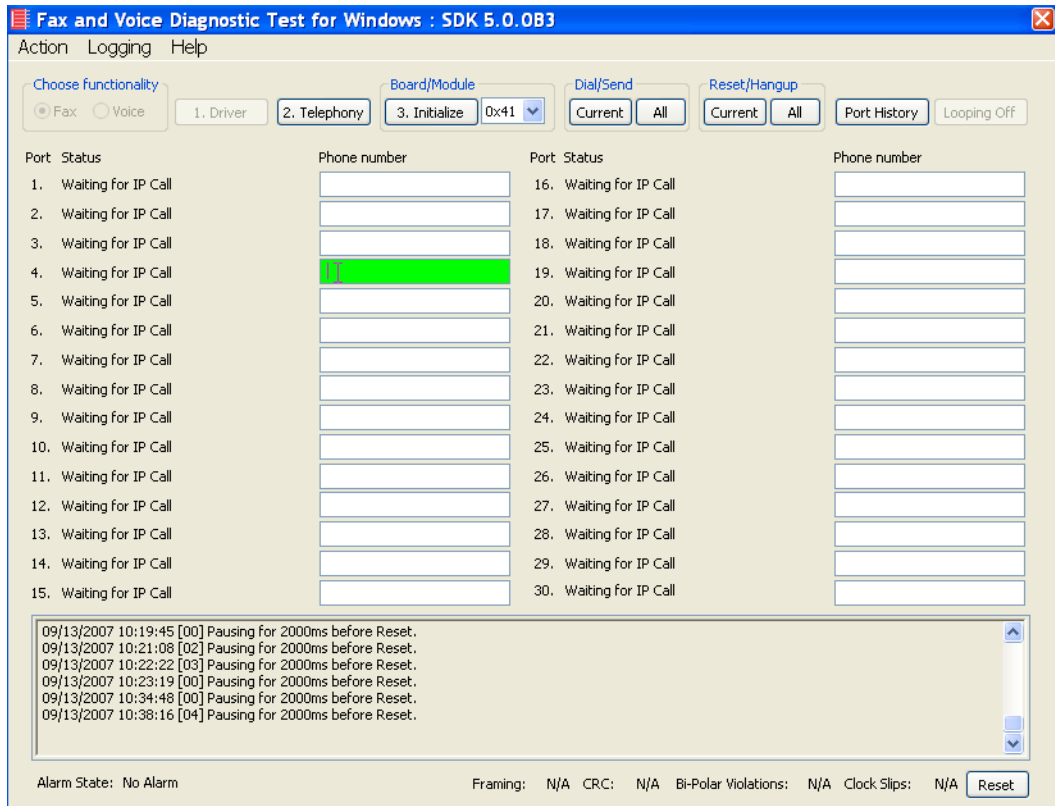 Fax and Voice Diagnostic Test for Windows : SDK 5.0.0B3
Action Logging Help
Choose functionality Board/Module Dial/Send Reset/Hangup
Fax Voice 1. Driver 2. Telephony 3. Initialize 0x41 Current All Current All Port History Looping Off
Port Status Phone number Port Status Phone number
1. Waiting for IP Call 16. Waiting for IP Call
2. Waiting for IP Call 17. Waiting for IP Call
3. Waiting for IP Call 18. Waiting for IP Call
4. Waiting for IP Call 19. Waiting for IP Call
5. Waiting for IP Call 20. Waiting for IP Call
6. Waiting for IP Call 21. Waiting for IP Call
7. Waiting for IP Call 22. Waiting for IP Call
8. Waiting for IP Call 23. Waiting for IP Call
9. Waiting for IP Call 24. Waiting for IP Call
10. Waiting for IP Call 25. Waiting for IP Call
11. Waiting for IP Call 26. Waiting for IP Call
12. Waiting for IP Call 27. Waiting for IP Call
13. Waiting for IP Call 28. Waiting for IP Call
14. Waiting for IP Call 29. Waiting for IP Call
15. Waiting for IP Call 30. Waiting for IP Call
09/13/2007 10:19:45 [00] Pausing for 2000ms before Reset.
09/13/2007 10:21:08 [02] Pausing for 2000ms before Reset.
09/13/2007 10:22:22 [03] Pausing for 2000ms before Reset.
09/13/2007 10:23:19 [00] Pausing for 2000ms before Reset.
09/13/2007 10:34:48 [00] Pausing for 2000ms before Reset.
09/13/2007 10:38:16 [04] Pausing for 2000ms before Reset.
Alarm State: No Alarm Framing: N/A CRC: N/A Bi-Polar Violations: N/A Clock Slips: N/A Reset